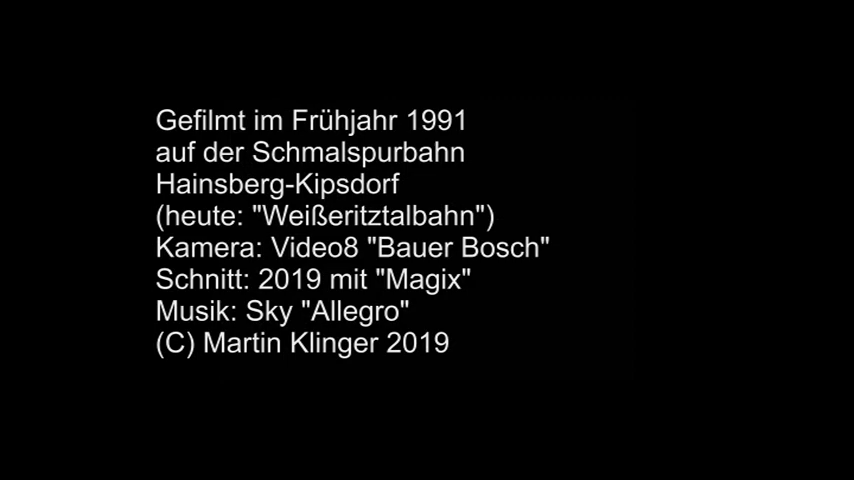 Gefilmt im Frühjahr 1991
auf der Schmalspurbahn
Hainsberg-Kipsdorf
(heute: "Weißeritztalbahn")
Kamera: Video8 "Bauer Bosch"
Schnitt: 2019 mit "Magix"
Musik: Sky "Allegro"
(C) Martin Klinger 2019